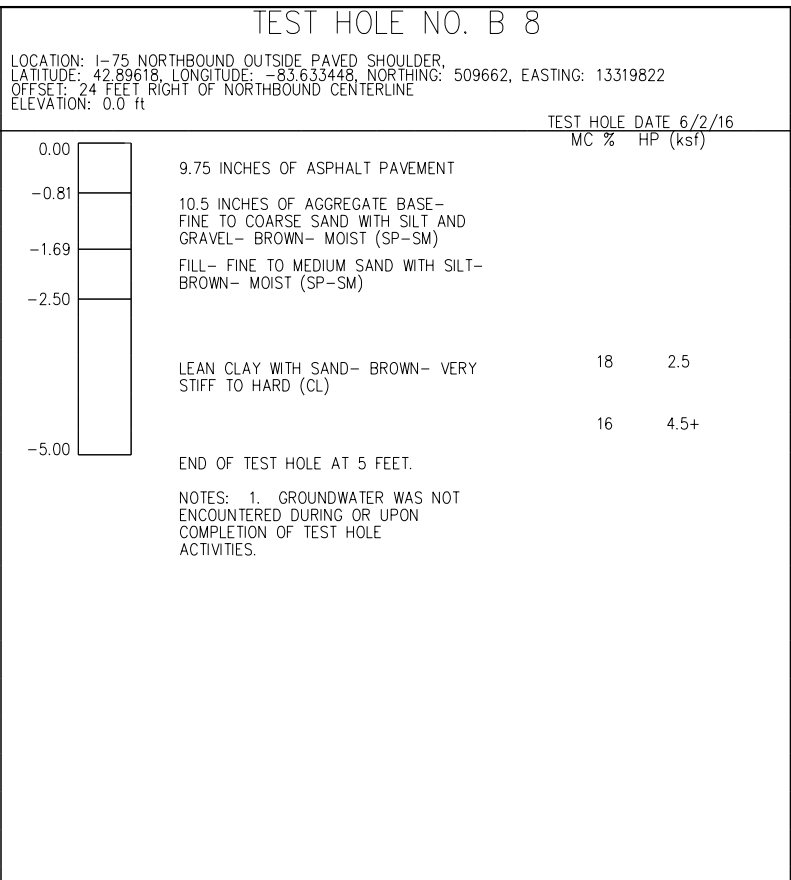 TEST HOLE NO. B 8
LOCATION: I-75 NORTHBOUND OUTSIDE PAVED SHOULDER,
LATITUDE: 42.89618, LONGITUDE: -83.633448, NORTHING: 509662, EASTING: 13319822
OFFSET: 24 FEET RIGHT OF NORTHBOUND CENTERLINE
ELEVATION: 0.0 ft
TEST HOLE DATE 6/2/16
MC % HP (ksf)
0.00
9.75 INCHES OF ASPHALT PAVEMENT
-0.81
10.5 INCHES OF AGGREGATE BASE-
FINE TO COARSE SAND WITH SILT AND
GRAVEL- BROWN- MOIST (SP-SM)
-1.69
FILL- FINE TO MEDIUM SAND WITH SILT-
BROWN- MOIST (SP-SM)
-2.50
LEAN CLAY WITH SAND- BROWN- VERY
STIFF TO HARD (CL)
18 2.5
16 4.5+
-5.00
END OF TEST HOLE AT 5 FEET.
NOTES: 1. GROUNDWATER WAS NOT
ENCOUNTERED DURING OR UPON
COMPLETION OF TEST HOLE
ACTIVITIES.